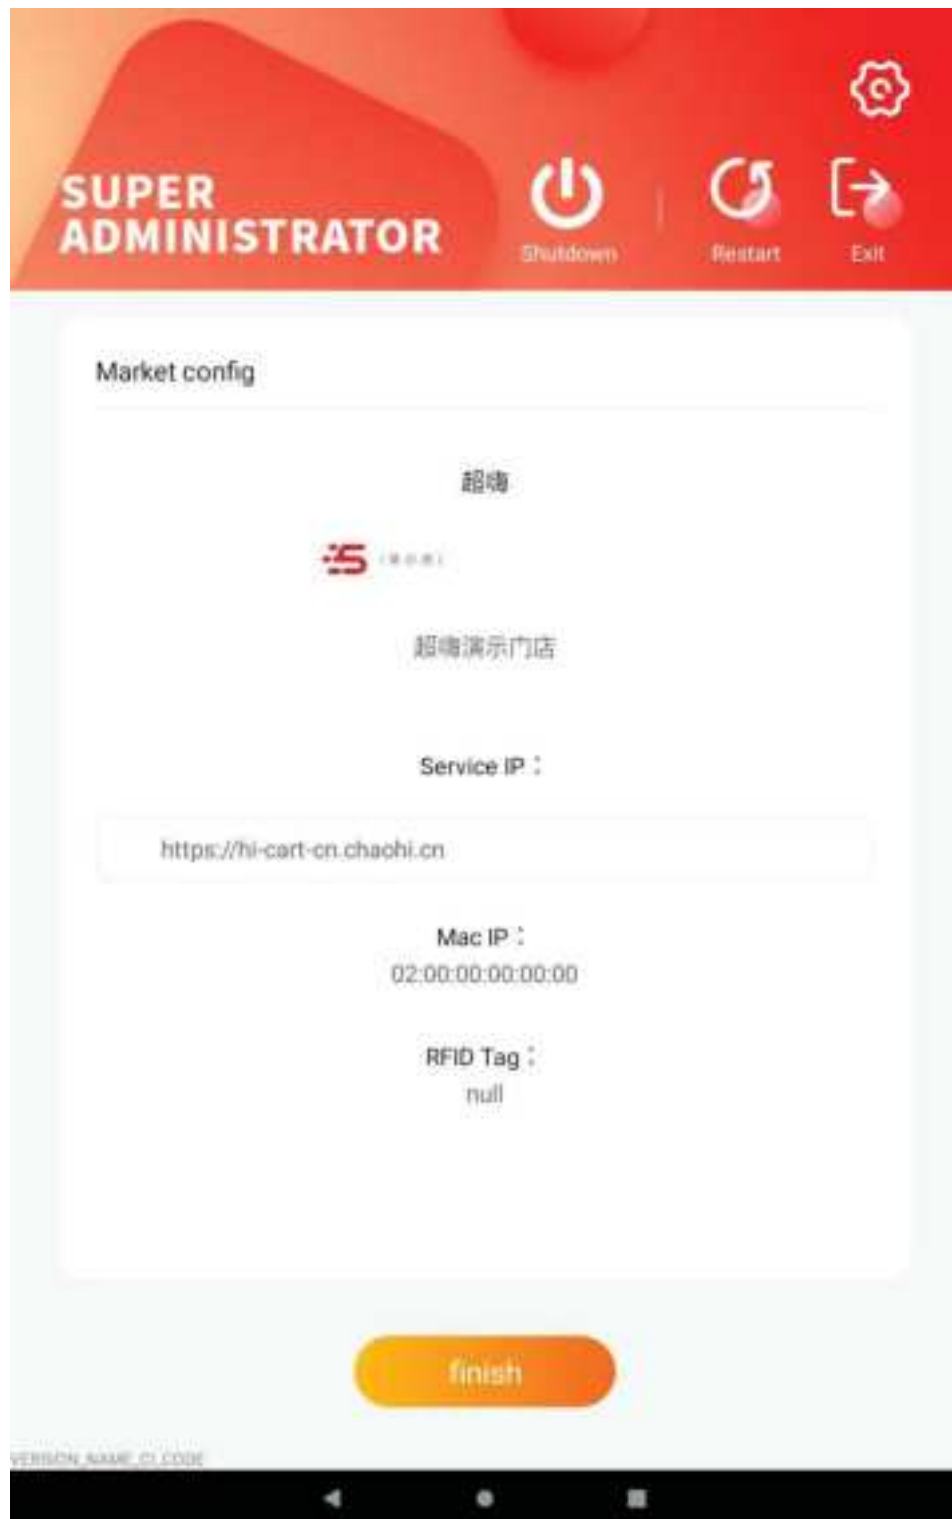 SUPER
ADMINISTRATOR
Shutdown
Restart
Exit
Market config
超嗨
超嗨演示门店
Service IP：
https://hi-cart-cn.chaohi.cn
Mac IP：
02:00:00:00:00:00
RFID Tag：
null
finish
VERISON_NAME_CI_CODE